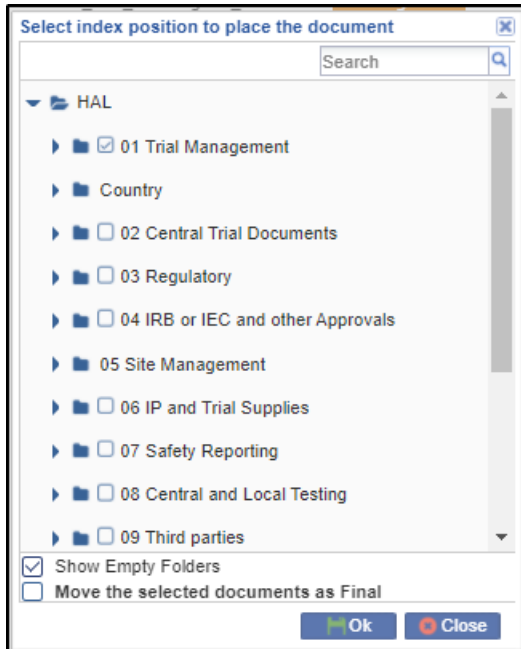 Select index position to place the document
Search
HAL
01 Trial Management
Country
02 Central Trial Documents
03 Regulatory
04 IRB or IEC and other Approvals
05 Site Management
06 IP and Trial Supplies
07 Safety Reporting
08 Central and Local Testing
09 Third parties
Show Empty Folders
Move the selected documents as Final
Ok Close